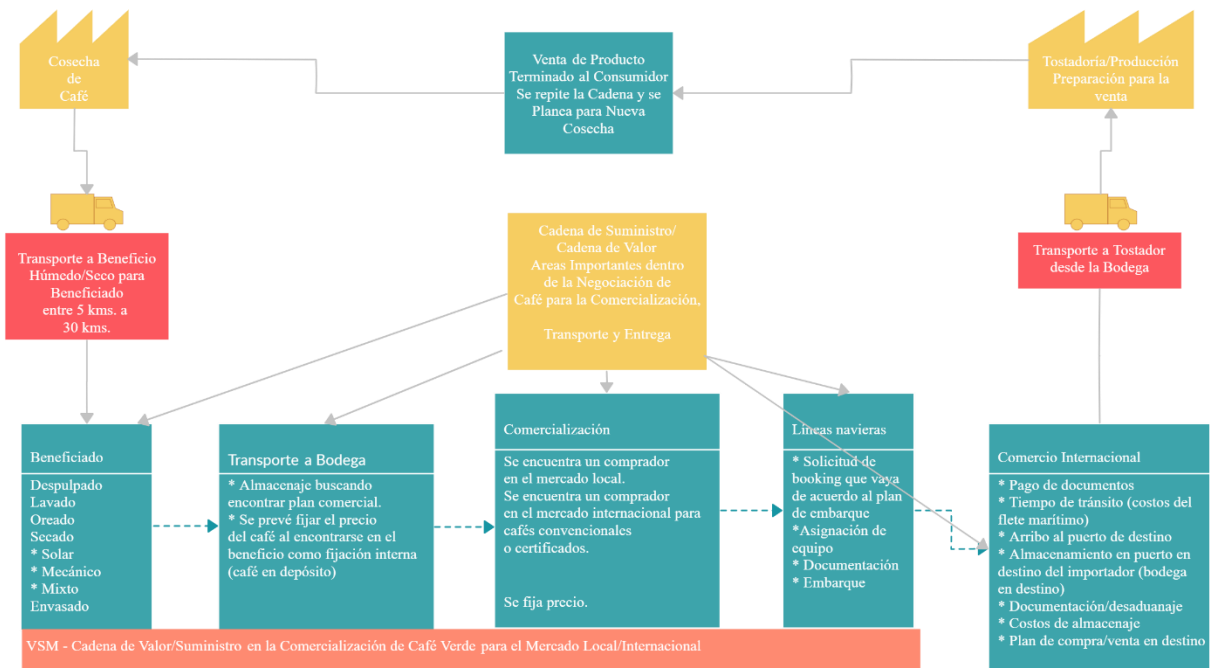 Cosecha
de
Café
Venta de Producto
Terminado al Consumidor
Se repite la Cadena y se
Planea para Nueva
Cosecha
Tostadoría/Producción
Preparación para la
venta
Transporte a Beneficio
Húmedo/Seco para
Beneficiado
entre 5 kms. a
30 kms.
Cadena de Suministro/
Cadena de Valor
Areas Importantes dentro
de la Negociación de
Café para la Comercialización,
Transporte y Entrega
Transporte a Tostador
desde la Bodega
Beneficiado
Despulpado
Lavado
Oreado
Secado
* Solar
* Mecánico
* Mixto
Envasado
Transporte a Bodega
* Almacenaje buscando
encontrar plan comercial.
* Se prevé fijar el precio
del café al encontrarse en el
beneficio como fijación interna
(café en depósito)
Comercialización
Se encuentra un comprador
en el mercado local.
Se encuentra un comprador
en el mercado internacional para
cafés convencionales
o certificados.
Se fija precio.
Líneas navieras
* Solicitud de
booking que vaya
de acuerdo al plan
de embarque
*Asignación de
equipo
* Documentación
* Embarque
Comercio Internacional
* Pago de documentos
* Tiempo de tránsito (costos del
flete marítimo)
* Arribo al puerto de destino
* Almacenamiento en puerto en
destino del importador (bodega
en destino)
* Documentación/desaduanaje
* Costos de almacenaje
* Plan de compra/venta en destino
VSM - Cadena de Valor/Suministro en la Comercialización de Café Verde para el Mercado Local/Internacional